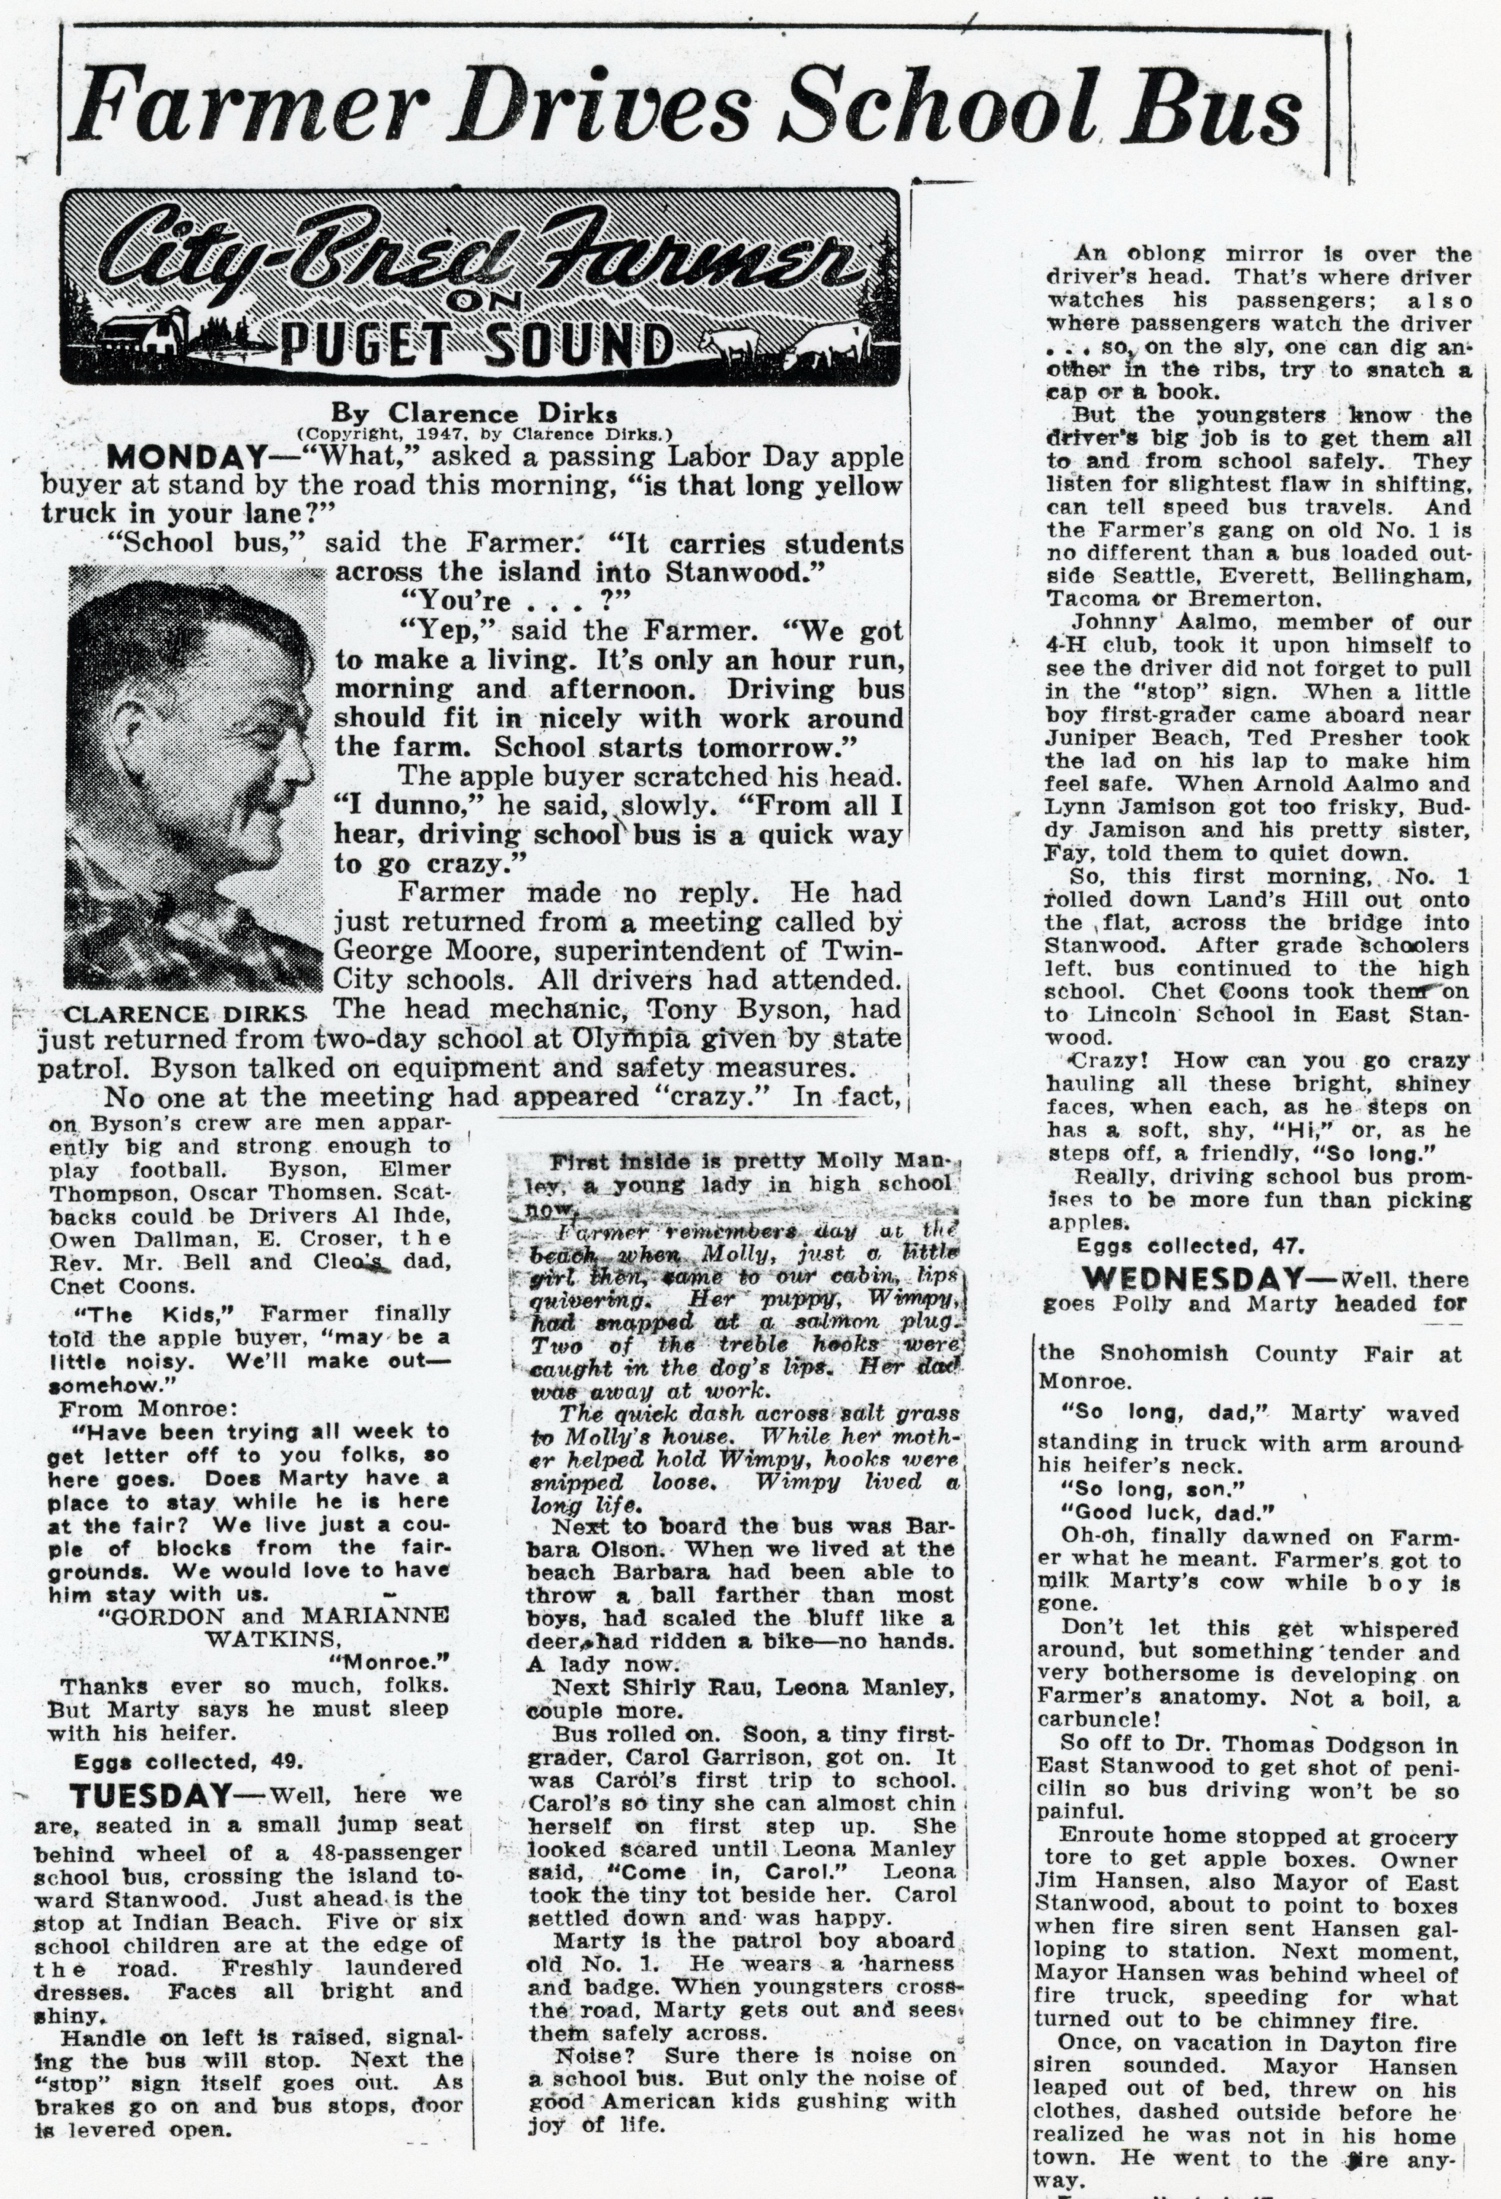 Farmer Drives School Bus
City-Bred Farmer
ON
PUGET SOUND
By Clarence Dirks
(Copyright, 1947, by Clarence Dirks.)
MONDAY—“What,” asked a passing Labor Day apple
buyer at stand by the road this morning, “is that long yellow
truck in your lane?”
“School bus,” said the Farmer. “It carries students
across the island into Stanwood.”
“You’re . . . ?”
“Yep,” said the Farmer. “We got
to make a living. It’s only an hour run,
morning and afternoon. Driving bus
should fit in nicely with work around
the farm. School starts tomorrow.”
The apple buyer scratched his head.
“I dunno,” he said, slowly. “From all I
hear, driving school bus is a quick way
to go crazy.”
Farmer made no reply. He had
just returned from a meeting called by
George Moore, superintendent of Twin-
City schools. All drivers had attended.
CLARENCE DIRKS
The head mechanic, Tony Byson, had
just returned from two-day school at Olympia given by state
patrol. Byson talked on equipment and safety measures.
No one at the meeting had appeared “crazy.” In fact,
on Byson’s crew are men appar-
ently big and strong enough to
play football. Byson, Elmer
Thompson, Oscar Thomsen. Scat-
backs could be Drivers Al Ihde,
Owen Dallman, E. Croser, the
Rev. Mr. Bell and Cleo’s dad,
Cnet Coons.
“The Kids,” Farmer finally
told the apple buyer, “may be a
little noisy. We’ll make out—
somehow.”
From Monroe:
“Have been trying all week to
get letter off to you folks, so
here goes. Does Marty have a
place to stay while he is here
at the fair? We live just a cou-
ple of blocks from the fair-
grounds. We would love to have
him stay with us.
“GORDON and MARIANNE
WATKINS,
“Monroe.”
Thanks ever so much, folks.
But Marty says he must sleep
with his heifer.
Eggs collected, 49.
TUESDAY—Well, here we
are, seated in a small jump seat
behind wheel of a 48-passenger
school bus, crossing the island to-
ward Stanwood. Just ahead is the
stop at Indian Beach. Five or six
school children are at the edge of
the road. Freshly laundered
dresses. Faces all bright and
shiny.
Handle on left is raised, signal-
ing the bus will stop. Next the
“stop” sign itself goes out. As
brakes go on and bus stops, door
is levered open.
First inside is pretty Molly Man-
ley, a young lady in high school
now.
Farmer remembers day at the
beach when Molly, just a little
girl then, came to our cabin, lips
quivering. Her puppy, Wimpy,
had snapped at a salmon plug.
Two of the treble hooks were
caught in the dog’s lips. Her dad
was away at work.
The quick dash across salt grass
to Molly’s house. While her moth-
er helped hold Wimpy, hooks were
snipped loose. Wimpy lived a
long life.
Next to board the bus was Bar-
bara Olson. When we lived at the
beach Barbara had been able to
throw a ball farther than most
boys, had scaled the bluff like a
deer, had ridden a bike—no hands.
A lady now.
Next Shirly Rau, Leona Manley,
couple more.
Bus rolled on. Soon, a tiny first-
grader, Carol Garrison, got on. It
was Carol’s first trip to school.
Carol’s so tiny she can almost chin
herself on first step up. She
looked scared until Leona Manley
said, “Come in, Carol.” Leona
took the tiny tot beside her. Carol
settled down and was happy.
Marty is the patrol boy aboard
old No. 1. He wears a harness
and badge. When youngsters cross
the road, Marty gets out and sees
them safely across.
Noise? Sure there is noise on
a school bus. But only the noise of
good American kids gushing with
joy of life.
An oblong mirror is over the
driver’s head. That’s where driver
watches his passengers; also
where passengers watch the driver
. . . so, on the sly, one can dig an-
other in the ribs, try to snatch a
cap or a book.
But the youngsters know the
driver’s big job is to get them all
to and from school safely. They
listen for slightest flaw in shifting,
can tell speed bus travels. And
the Farmer’s gang on old No. 1 is
no different than a bus loaded out-
side Seattle, Everett, Bellingham,
Tacoma or Bremerton.
Johnny Aalmo, member of our
4-H club, took it upon himself to
see the driver did not forget to pull
in the “stop” sign. When a little
boy first-grader came aboard near
Juniper Beach, Ted Presher took
the lad on his lap to make him
feel safe. When Arnold Aalmo and
Lynn Jamison got too frisky, Bud-
dy Jamison and his pretty sister,
Fay, told them to quiet down.
So, this first morning, No. 1
rolled down Land’s Hill out onto
the flat, across the bridge into
Stanwood. After grade schoolers
left, bus continued to the high
school. Chet Coons took them on
to Lincoln School in East Stan-
wood.
Crazy! How can you go crazy
hauling all these bright, shiney
faces, when each, as he steps on
has a soft, shy, “Hi,” or, as he
steps off, a friendly, “So long.”
Really, driving school bus prom-
ises to be more fun than picking
apples.
Eggs collected, 47.
WEDNESDAY—Well, there
goes Polly and Marty headed for
the Snohomish County Fair at
Monroe.
“So long, dad,” Marty waved
standing in truck with arm around
his heifer’s neck.
“So long, son.”
“Good luck, dad.”
Oh-oh, finally dawned on Farm-
er what he meant. Farmer’s got to
milk Marty’s cow while boy is
gone.
Don’t let this get whispered
around, but something tender and
very bothersome is developing on
Farmer’s anatomy. Not a boil, a
carbuncle!
So off to Dr. Thomas Dodgson in
East Stanwood to get shot of peni-
cilin so bus driving won’t be so
painful.
Enroute home stopped at grocery
tore to get apple boxes. Owner
Jim Hansen, also Mayor of East
Stanwood, about to point to boxes
when fire siren sent Hansen gal-
loping to station. Next moment,
Mayor Hansen was behind wheel of
fire truck, speeding for what
turned out to be chimney fire.
Once, on vacation in Dayton fire
siren sounded. Mayor Hansen
leaped out of bed, threw on his
clothes, dashed outside before he
realized he was not in his home
town. He went to the fire any-
way.